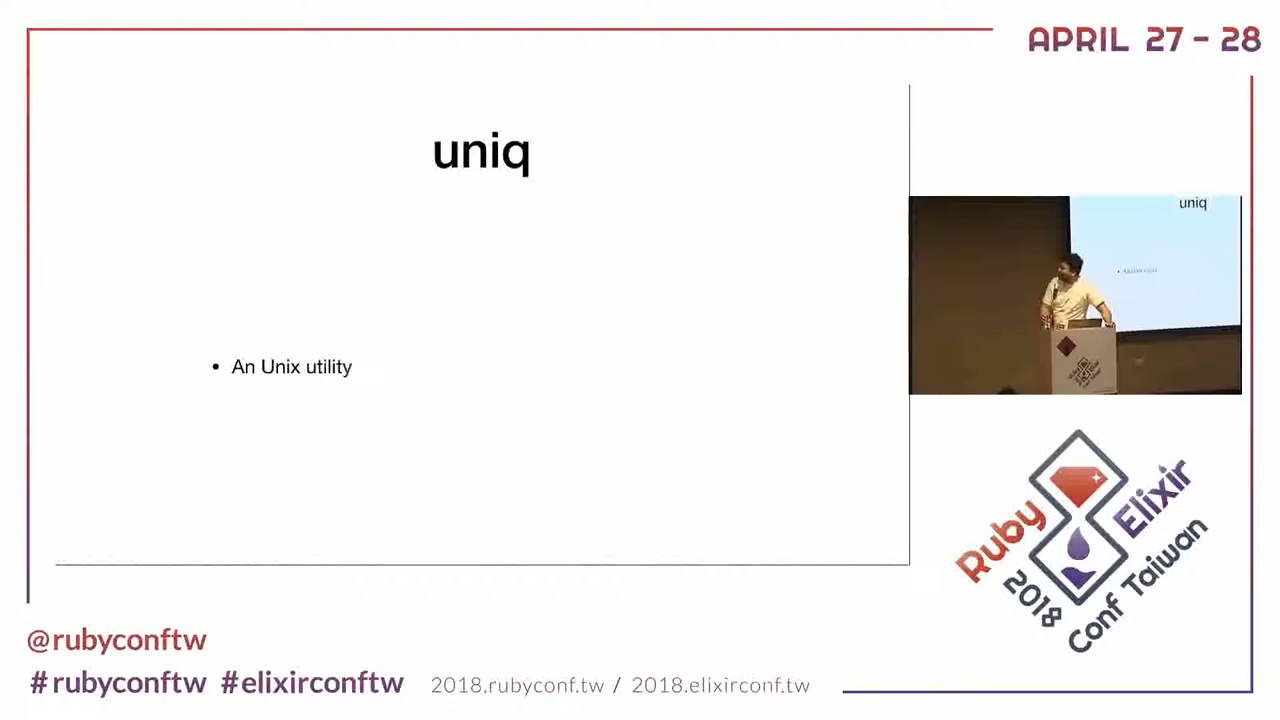 APRIL 27 - 28
uniq
• An Unix utility
uniq
Ruby Elixir
2018 Conf Taiwan
@rubyconftw
#rubyconftw #elixirconftw
2018.rubyconf.tw / 2018.elixirconf.tw